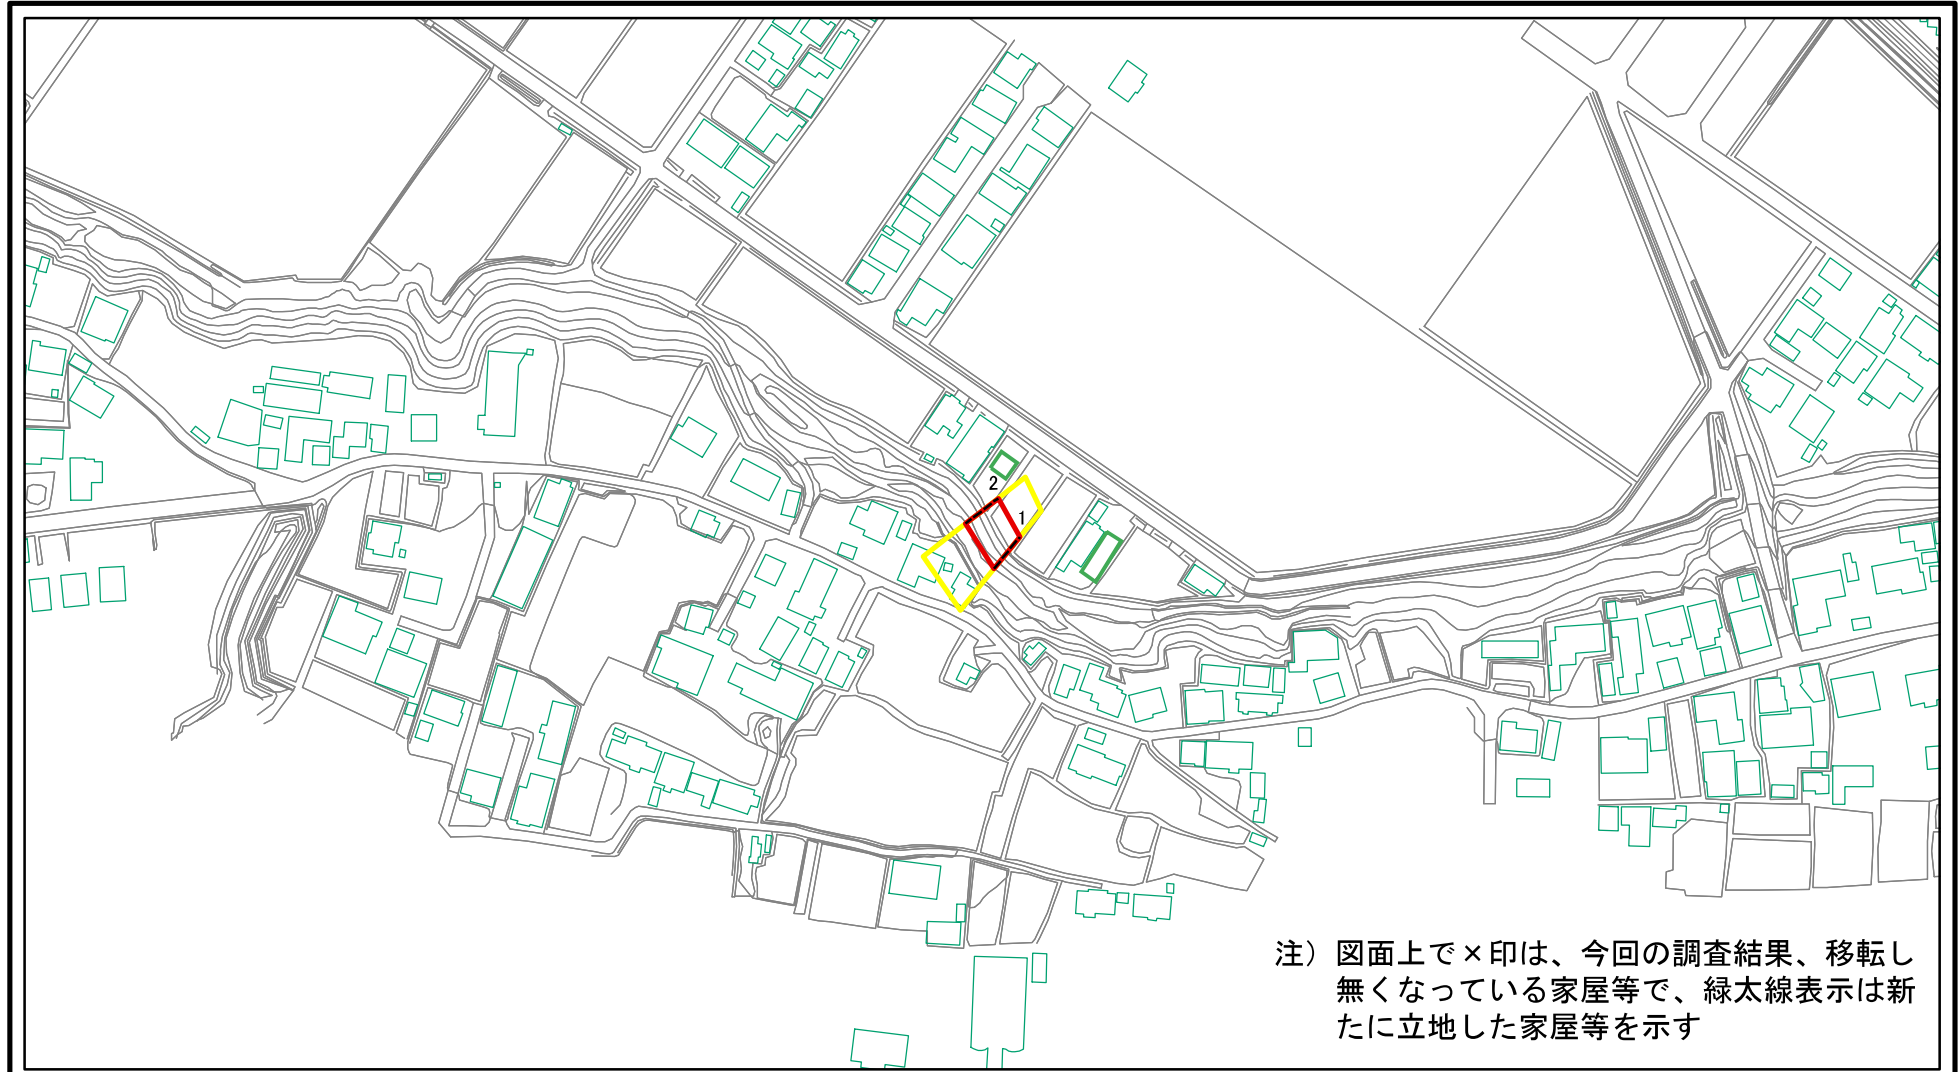 2
1
注） 図面上で×印は、今回の調査結果、移転し
無くなっている家屋等で、緑太線表示は新
たに立地した家屋等を示す